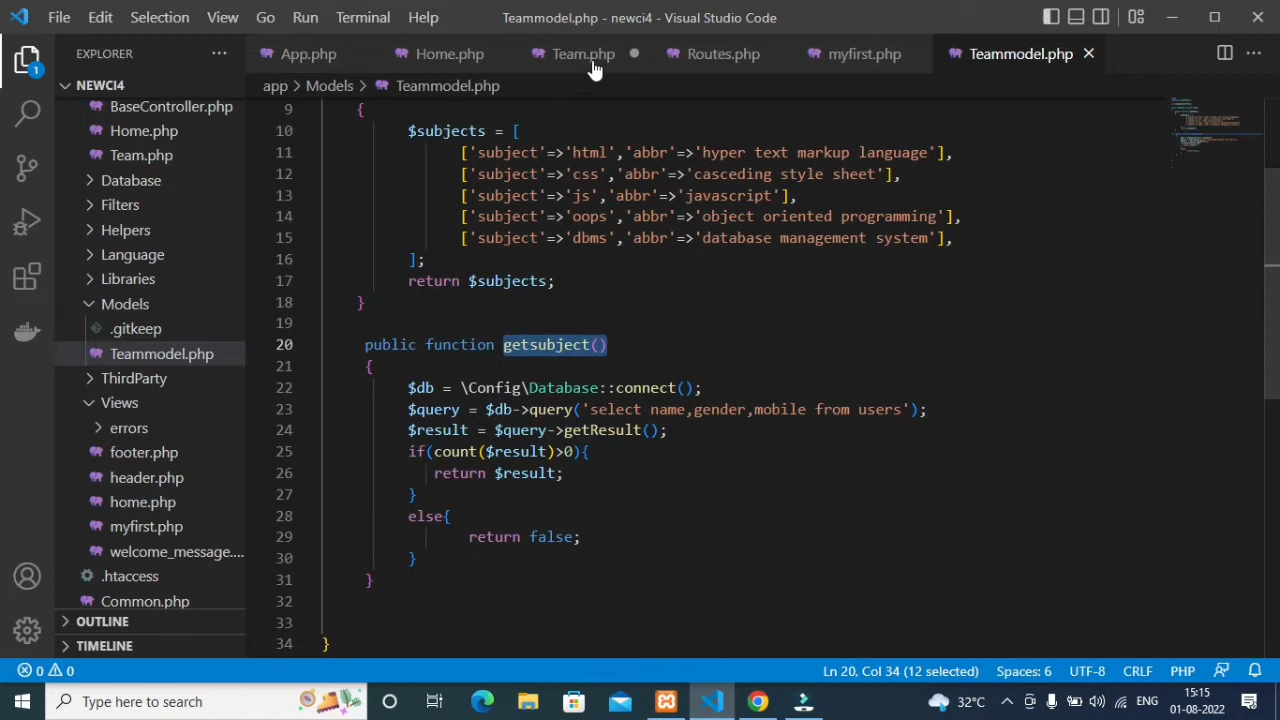 File Edit Selection View Go Run Terminal Help Teammodel.php - newci4 - Visual Studio Code
EXPLORER ··· App.php Home.php Team.php Routes.php myfirst.php Teammodel.php
NEWCI4 app > Models > Teammodel.php
BaseController.php
Home.php
Team.php
Database
Filters
Helpers
Language
Libraries
Models
.gitkeep
Teammodel.php
ThirdParty
Views
errors
footer.php
header.php
home.php
myfirst.php
welcome_message....
.htaccess
Common.php
OUTLINE
TIMELINE
1
9 {
10 $subjects = [
11 ['subject'=>'html','abbr'=>'hyper text markup language'],
12 ['subject'=>'css','abbr'=>'casceding style sheet'],
13 ['subject'=>'js','abbr'=>'javascript'],
14 ['subject'=>'oops','abbr'=>'object oriented programming'],
15 ['subject'=>'dbms','abbr'=>'database management system'],
16 ];
17 return $subjects;
18 }
19
20 public function getsubject()
21 {
22 $db = \Config\Database::connect();
23 $query = $db->query('select name,gender,mobile from users');
24 $result = $query->getResult();
25 if(count($result)>0){
26 return $result;
27 }
28 else{
29 return false;
30 }
31 }
32
33
34 }
0 0 Ln 20, Col 34 (12 selected) Spaces: 6 UTF-8 CRLF PHP
Type here to search 32°C ENG 15:15
01-08-2022